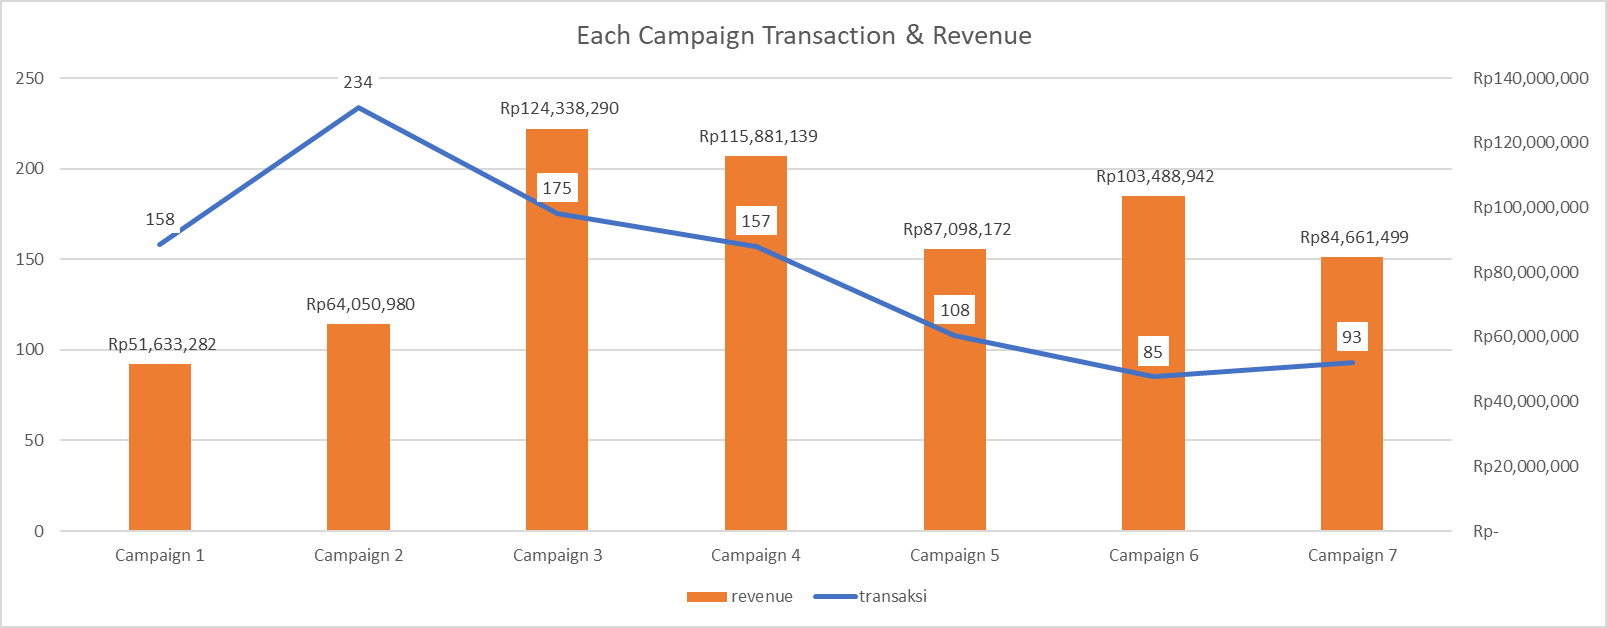 Each Campaign Transaction & Revenue
250
200
150
100
50
0
Rp140,000,000
Rp120,000,000
Rp100,000,000
Rp80,000,000
Rp60,000,000
Rp40,000,000
Rp20,000,000
Rp-
158
234
175
157
108
85
93
Rp51,633,282
Rp64,050,980
Rp124,338,290
Rp115,881,139
Rp87,098,172
Rp103,488,942
Rp84,661,499
Campaign 1
Campaign 2
Campaign 3
Campaign 4
Campaign 5
Campaign 6
Campaign 7
revenue
transaksi